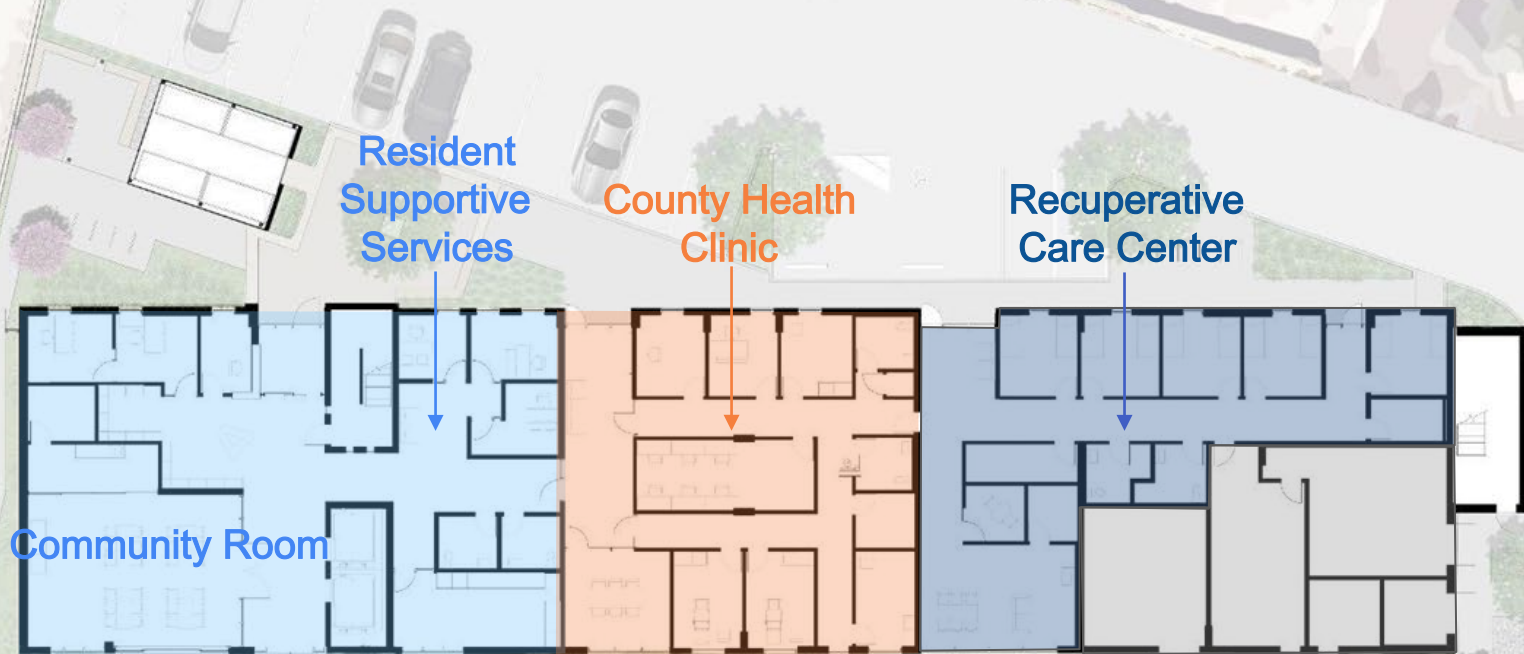 Resident
Supportive
Services
County Health
Clinic
Recuperative
Care Center
Community Room